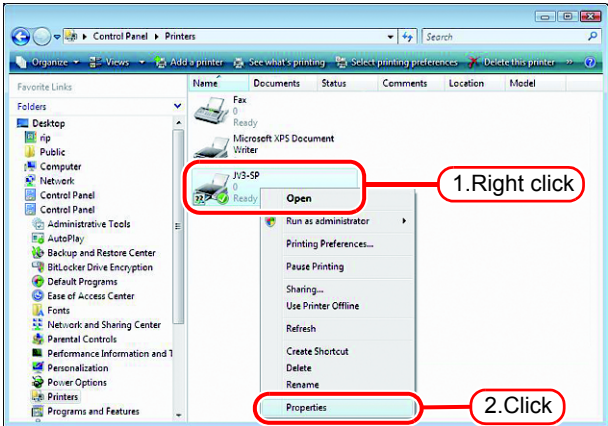 Control Panel ▸ Printers
Search
Organize Views Add a printer See what's printing Select printing preferences Delete this printer »
Favorite Links
Name Documents Status Comments Location Model
Folders
Desktop
rip
Public
Computer
Network
Control Panel
Control Panel
Administrative Tools
AutoPlay
Backup and Restore Center
BitLocker Drive Encryption
Default Programs
Ease of Access Center
Fonts
Network and Sharing Center
Parental Controls
Performance Information and T
Personalization
Power Options
Printers
Programs and Features
Fax
0
Ready
Microsoft XPS Document
Writer
JV3-SP
0
Ready
1.Right click
Open
Run as administrator
Printing Preferences...
Pause Printing
Sharing...
Use Printer Offline
Refresh
Create Shortcut
Delete
Rename
Properties
2.Click